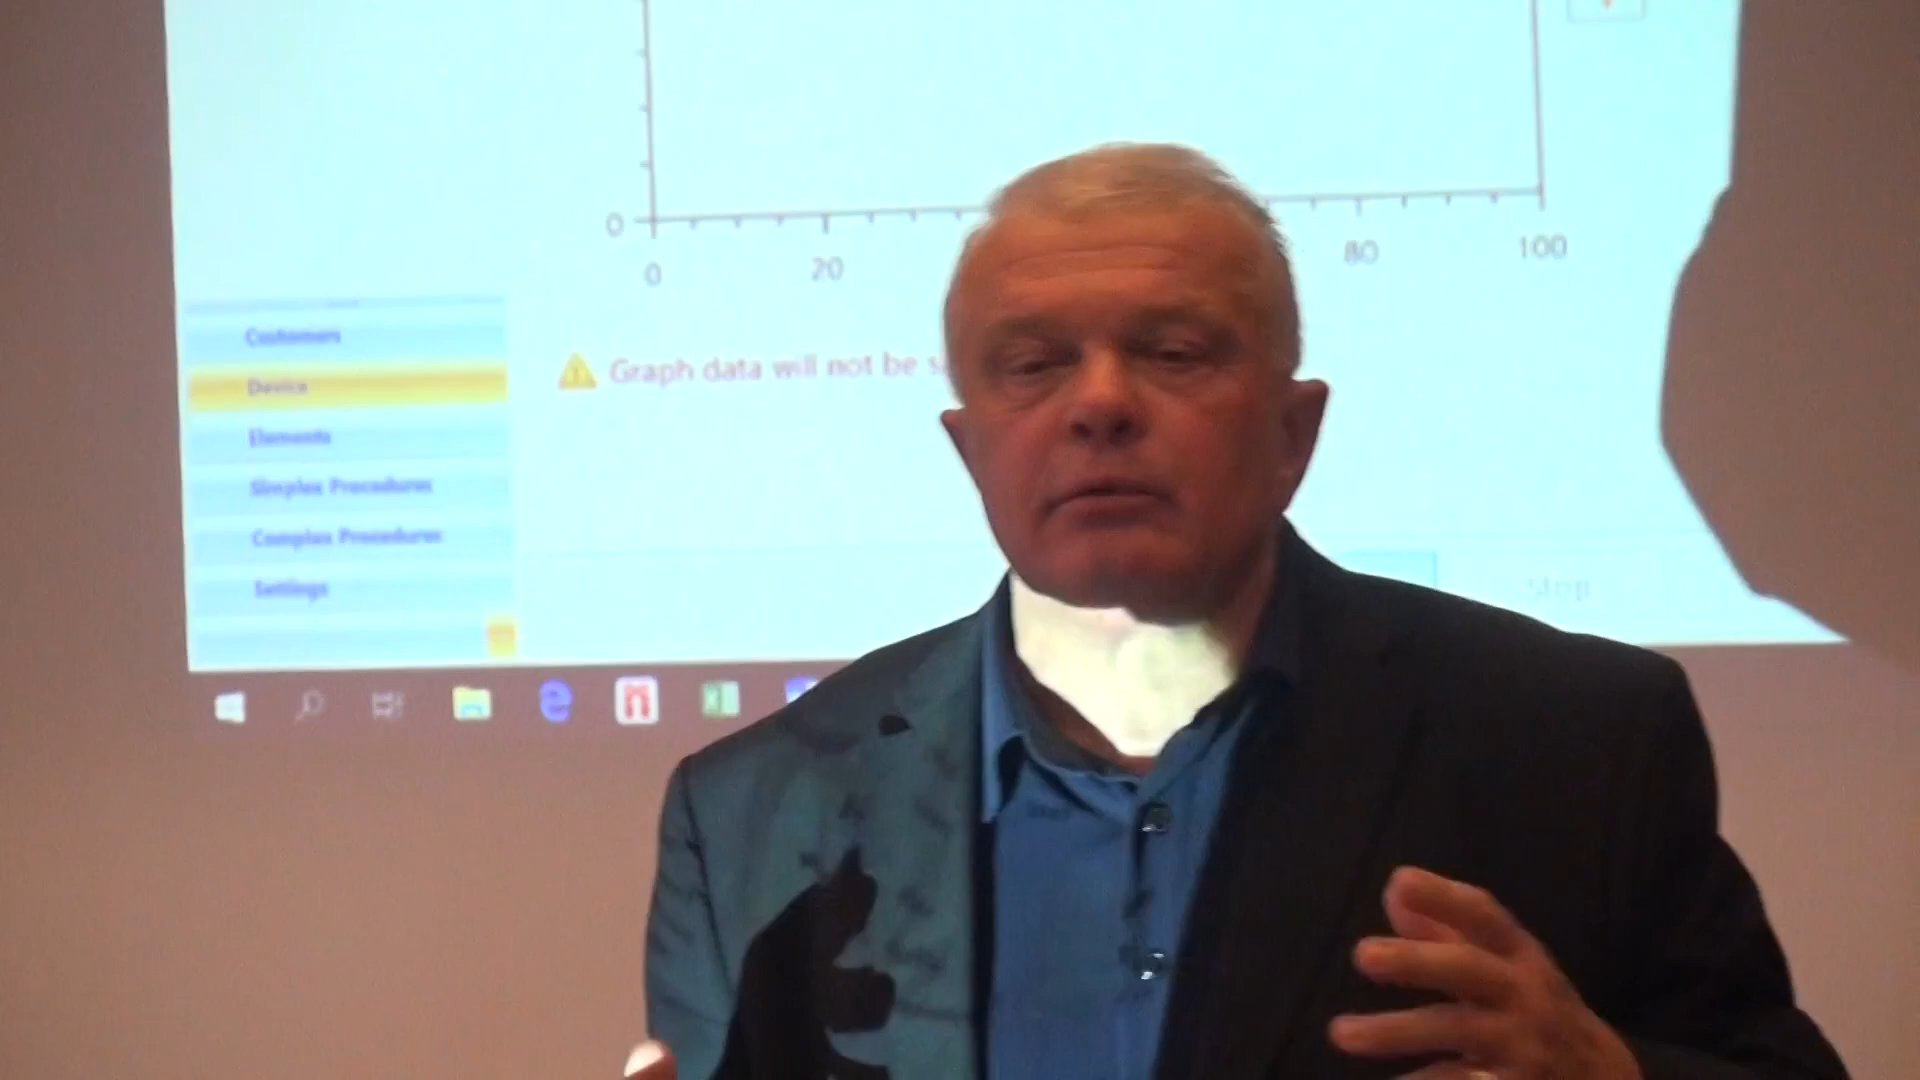 0
0 20 80 100
Customers
Graph data will not be
Device
Elements
Simplex Procedures
Complex Procedures
Settings
Stop